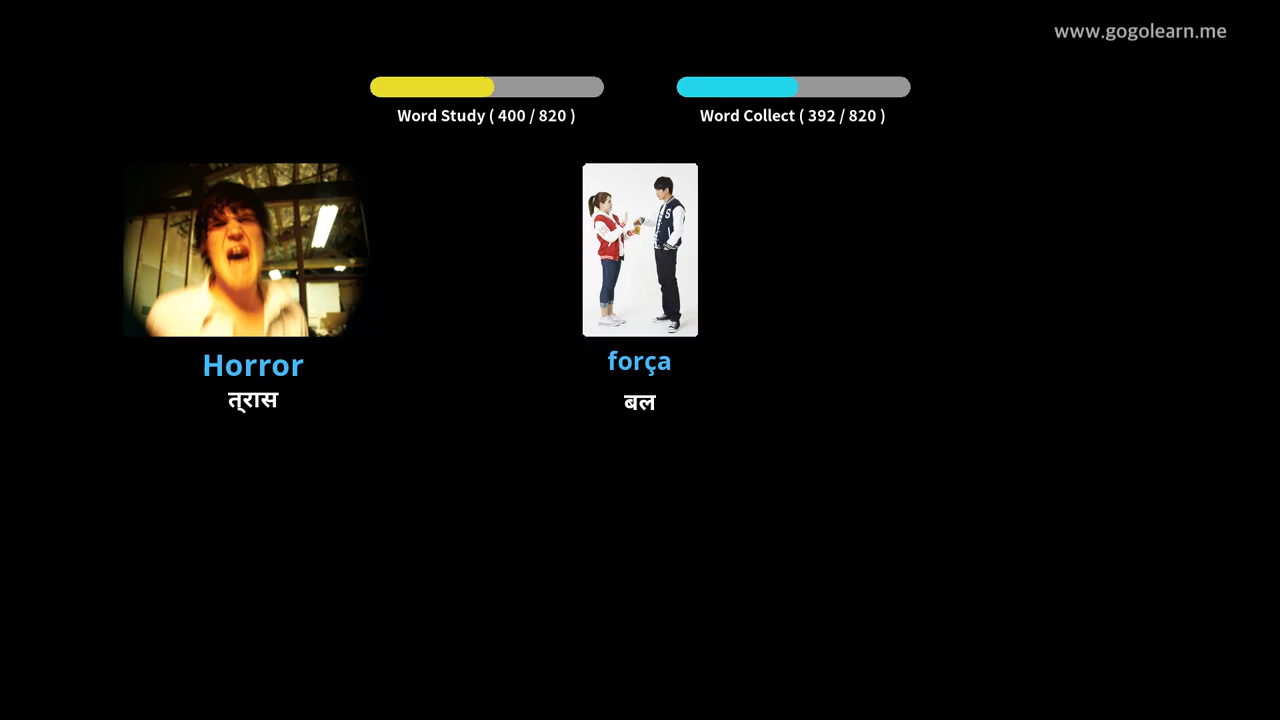 www.gogolearn.me
Word Study ( 400 / 820 )
Word Collect ( 392 / 820 )
Horror
त्रास
força
बल